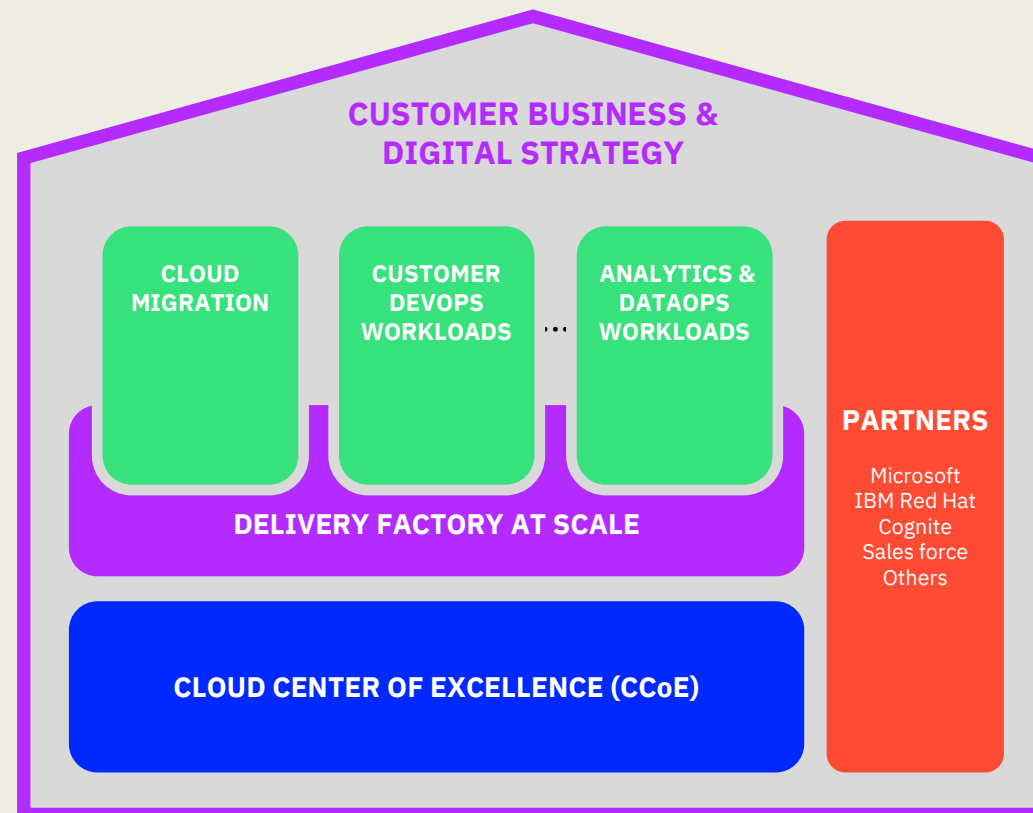 CUSTOMER BUSINESS &
DIGITAL STRATEGY
CLOUD
MIGRATION
CUSTOMER
DEVOPS
WORKLOADS
...
ANALYTICS &
DATAOPS
WORKLOADS
DELIVERY FACTORY AT SCALE
CLOUD CENTER OF EXCELLENCE (CCoE)
PARTNERS
Microsoft
IBM Red Hat
Cognite
Sales force
Others